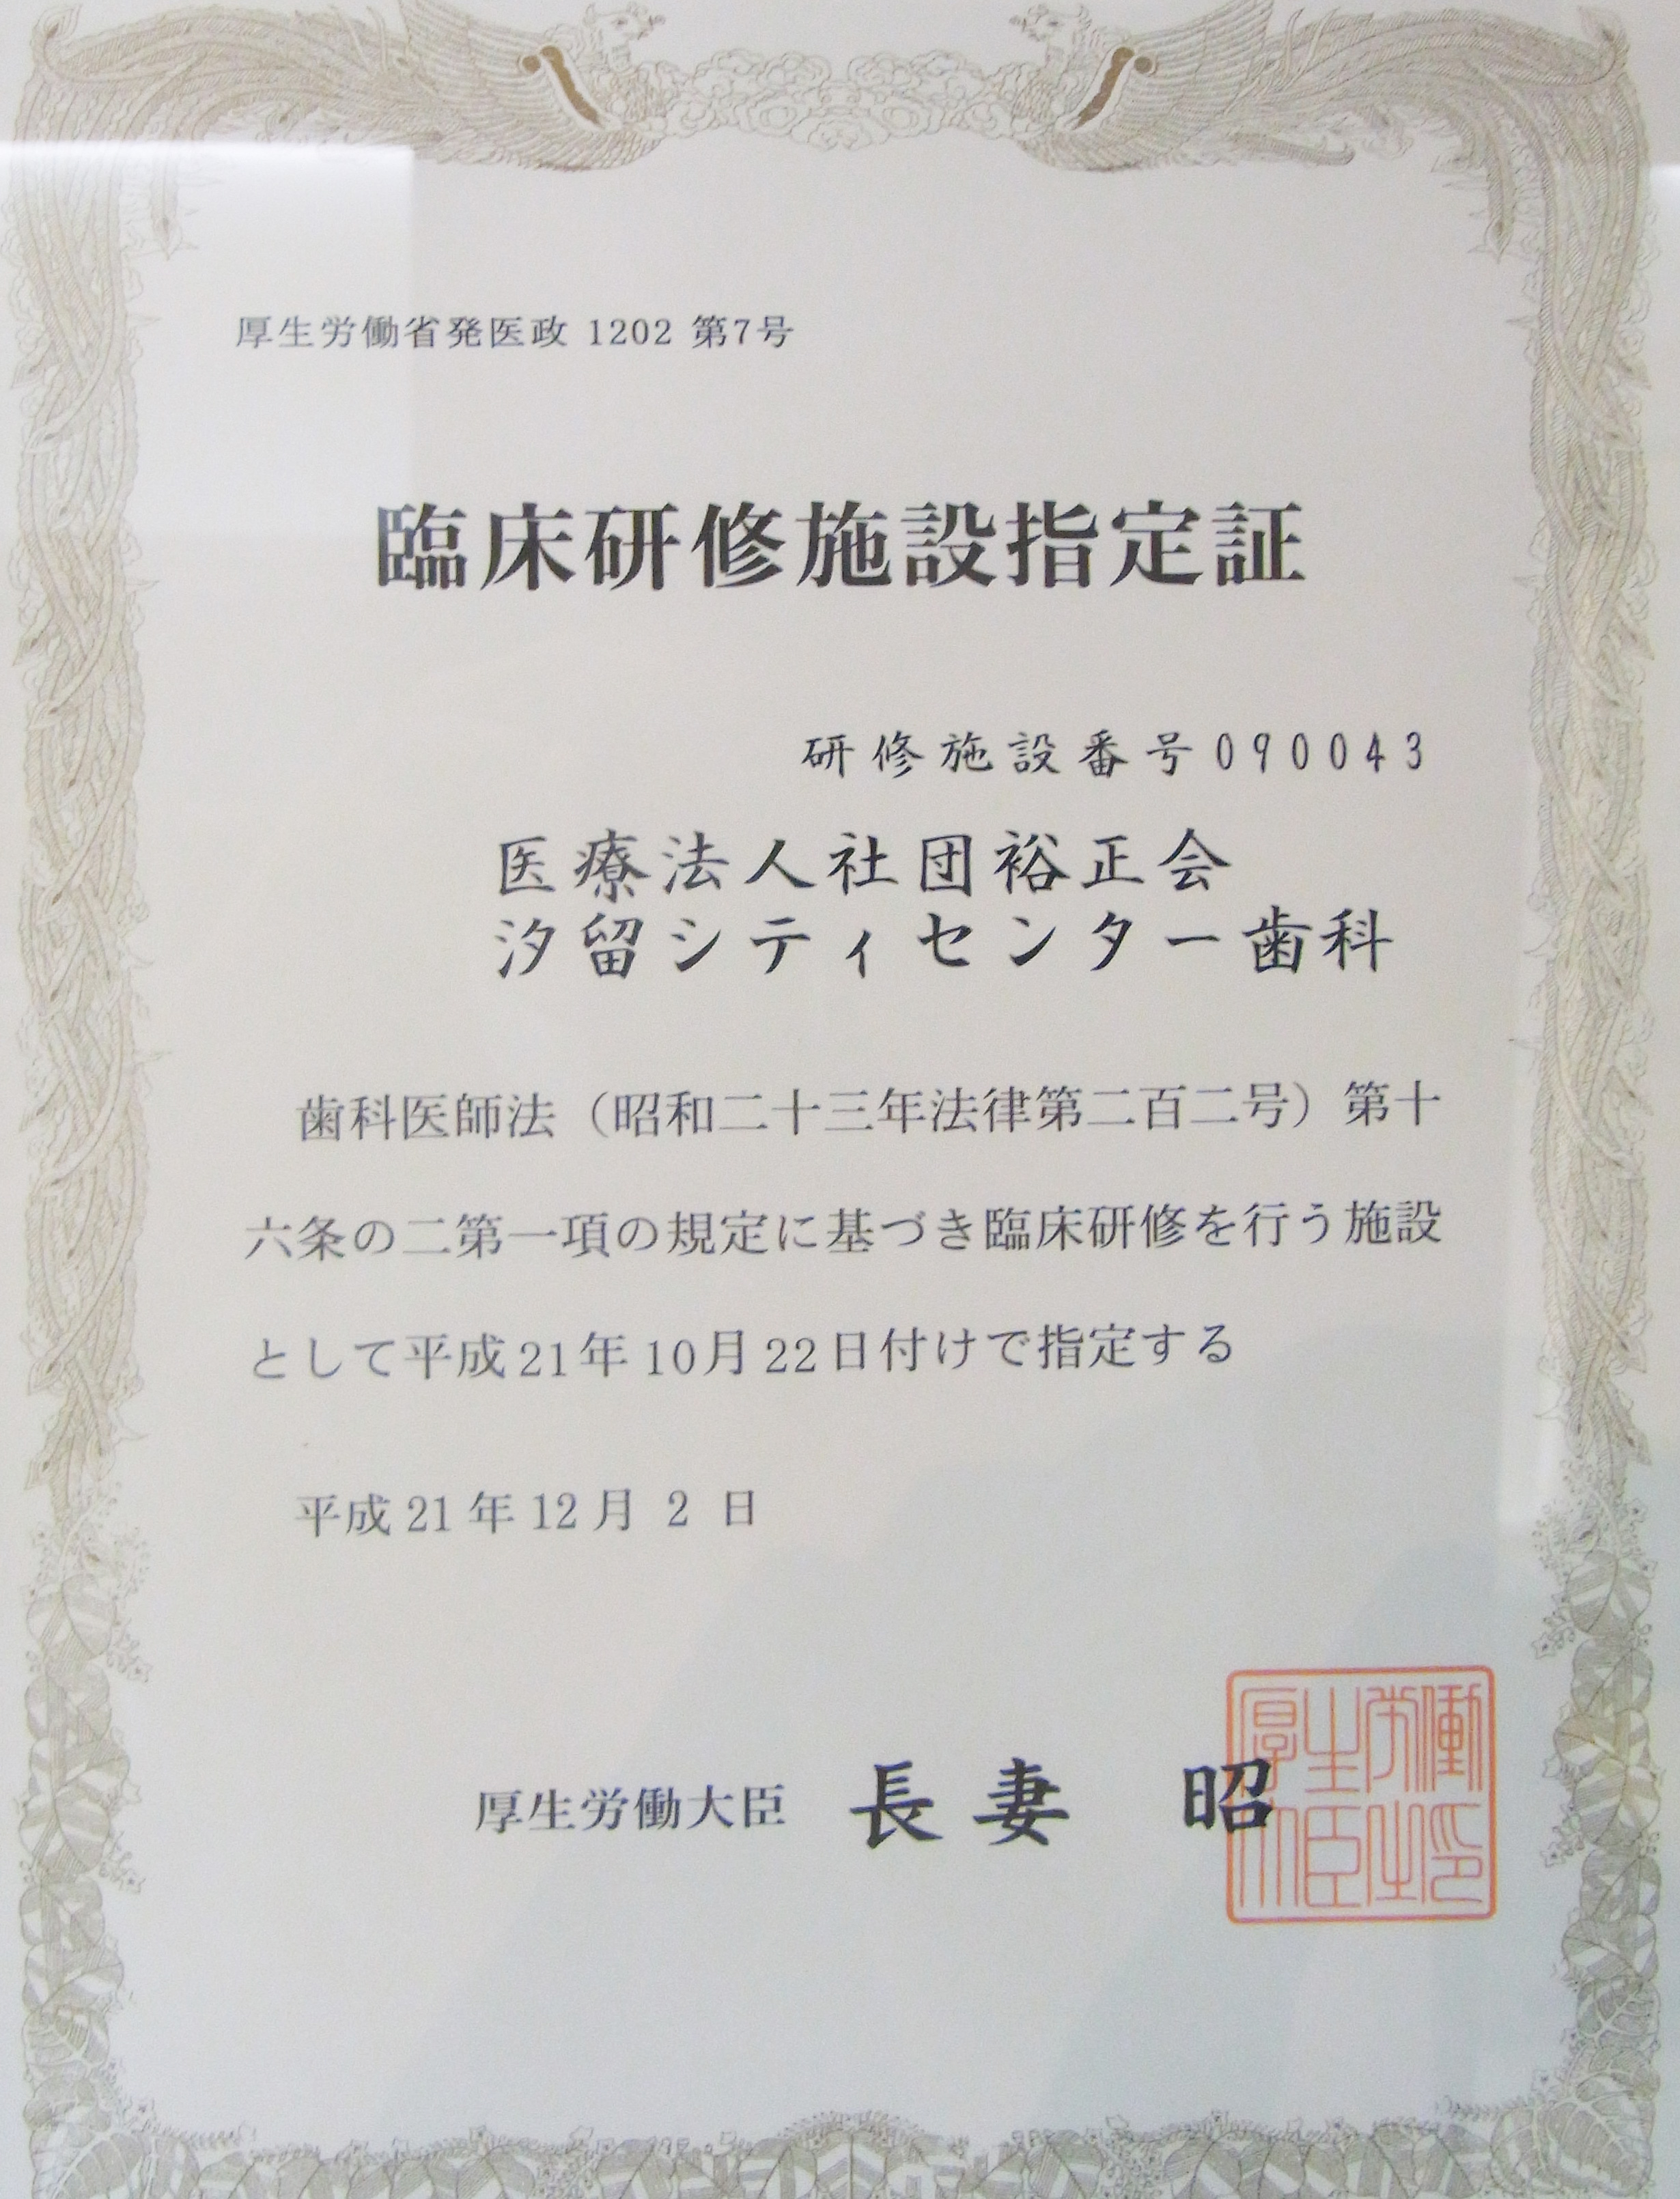 厚生労働省発医政 1202 第7号
臨床研修施設指定証
研修施設番号090043
医療法人社団裕正会
汐留シティセンター歯科
歯科医師法（昭和二十三年法律第二百二号）第十
六条の二第一項の規定に基づき臨床研修を行う施設
として平成21年10月22日付けで指定する
平成21年12月2日
厚生労働大臣 長妻 昭